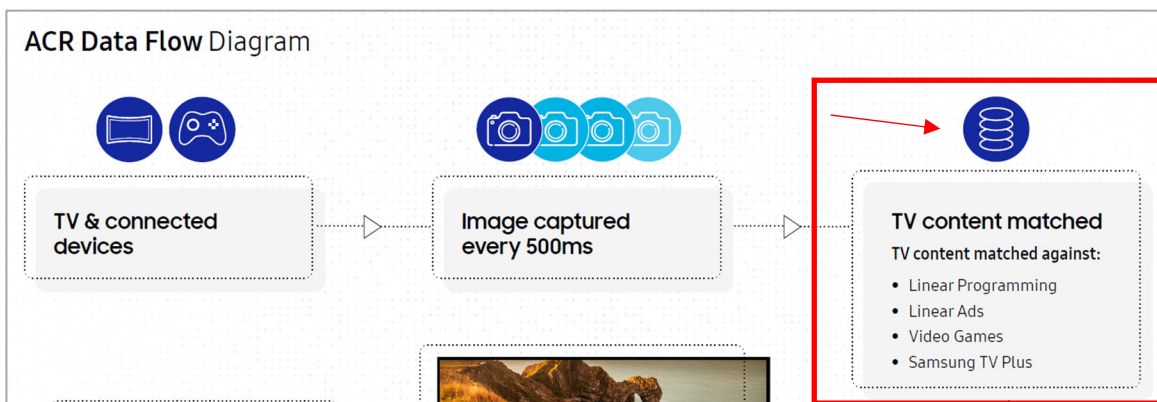 ACR Data Flow Diagram
TV & connected
devices
Image captured
every 500ms
TV content matched
TV content matched against:
• Linear Programming
• Linear Ads
• Video Games
• Samsung TV Plus